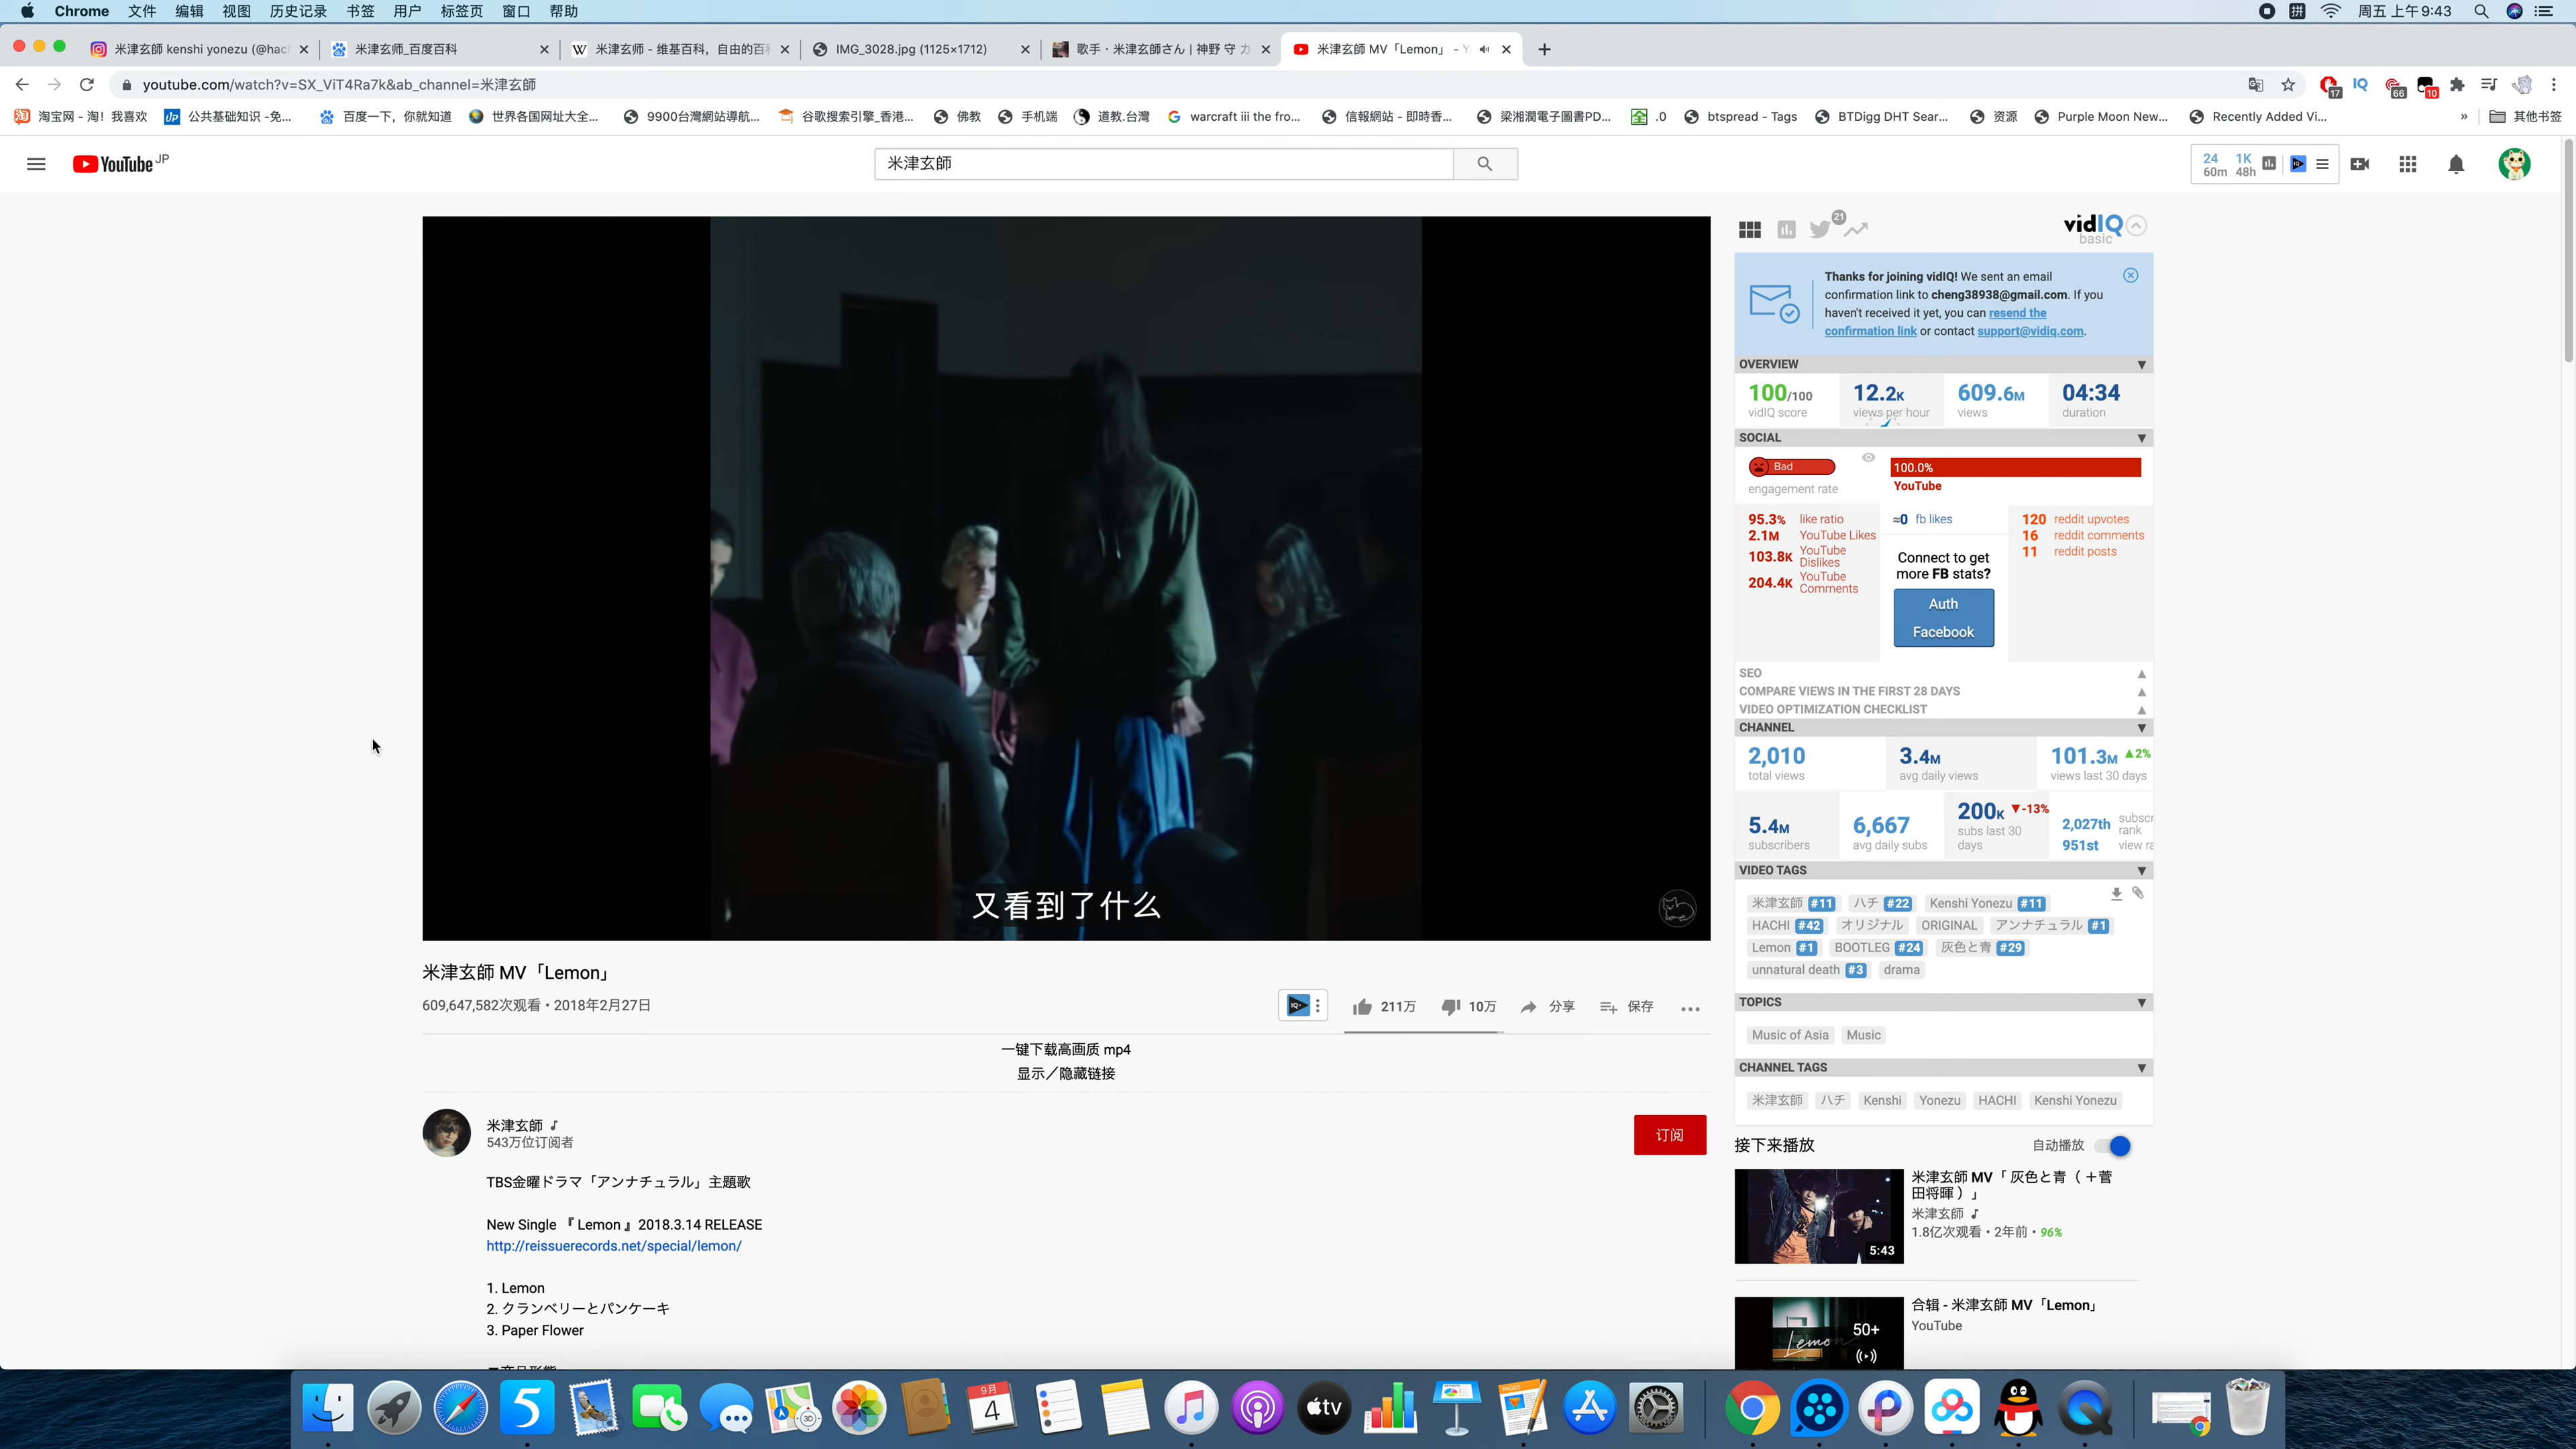 Chrome 文件 编辑 视图 历史记录 书签 用户 标签页 窗口 帮助 周五 上午9:43
米津玄師 kenshi yonezu (@hac 米津玄师_百度百科 米津玄师 - 维基百科，自由的百科 IMG_3028.jpg (1125×1712) 歌手・米津玄師さん | 神野 守 カ 米津玄師 MV「Lemon」 - Y
youtube.com/watch?v=SX_ViT4Ra7k&ab_channel=米津玄師 17 66 10
淘宝网 - 淘！我喜欢 公共基础知识 -免... 百度一下，你就知道 世界各国网址大全... 9900台灣網站導航... 谷歌搜索引擎_香港... 佛教 手机端 道教.台灣 warcraft iii the fro... 信報網站 - 即時香... 梁湘潤電子圖書PD... .0 btspread - Tags BTDigg DHT Sear... 资源 Purple Moon New... Recently Added Vi... » 其他书签
YouTube JP
米津玄師
24 1K
60m 48h
又看到了什么
米津玄師 MV「Lemon」
609,647,582次观看・2018年2月27日
211万 10万 分享 保存
一键下载高画质 mp4
显示／隐藏链接
米津玄師
543万位订阅者
订阅
TBS金曜ドラマ「アンナチュラル」主題歌
New Single 『 Lemon 』2018.3.14 RELEASE
http://reissuerecords.net/special/lemon/
1. Lemon
2. クランベリーとパンケーキ
3. Paper Flower
21
vidIQ
basic
Thanks for joining vidIQ! We sent an email
confirmation link to cheng38938@gmail.com. If you
haven't received it yet, you can resend the
confirmation link or contact support@vidiq.com.
OVERVIEW
100/100 12.2K 609.6M 04:34
vidIQ score views per hour views duration
SOCIAL
Bad 100.0%
engagement rate YouTube
95.3% like ratio
2.1M YouTube Likes
103.8K YouTube Dislikes
204.4K YouTube Comments
≈0 fb likes
Connect to get
more FB stats?
Auth
Facebook
120 reddit upvotes
16 reddit comments
11 reddit posts
SEO
COMPARE VIEWS IN THE FIRST 28 DAYS
VIDEO OPTIMIZATION CHECKLIST
CHANNEL
2,010 3.4M 101.3M ▲2%
total views avg daily views views last 30 days
5.4M subscribers
6,667 avg daily subs
200K ▼-13% subs last 30 days
2,027th subscr rank
951st view ra
VIDEO TAGS
米津玄師 #11 ハチ #22 Kenshi Yonezu #11
HACHI #42 オリジナル ORIGINAL アンナチュラル #1
Lemon #1 BOOTLEG #24 灰色と青 #29
unnatural death #3 drama
TOPICS
Music of Asia Music
CHANNEL TAGS
米津玄師 ハチ Kenshi Yonezu HACHI Kenshi Yonezu
接下来播放 自动播放
米津玄師 MV「 灰色と青（ ＋菅
田将暉 ）」
米津玄師
1.8亿次观看・2年前・96%
5:43
合辑 - 米津玄師 MV「Lemon」
YouTube
Lemon
50+
9月
4
tv